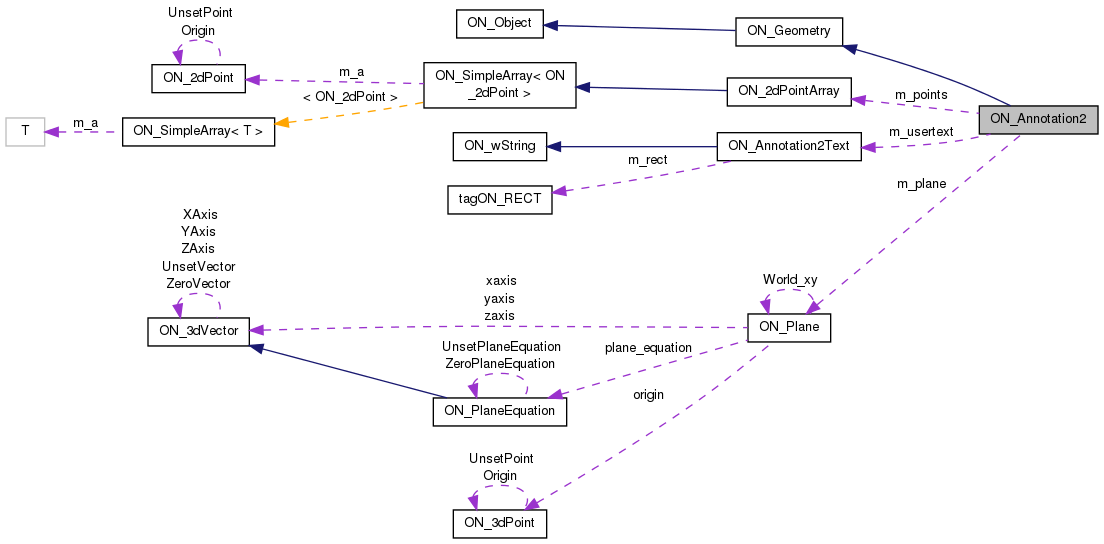 UnsetPoint
Origin
ON_Object
ON_Geometry
ON_2dPoint
m_a
ON_SimpleArray< ON
_2dPoint >
ON_2dPointArray
m_points
< ON_2dPoint >
ON_Annotation2
T
m_a
ON_SimpleArray< T >
ON_wString
ON_Annotation2Text
m_usertext
m_rect
tagON_RECT
m_plane
XAxis
YAxis
ZAxis
UnsetVector
ZeroVector
ON_3dVector
xaxis
yaxis
zaxis
World_xy
ON_Plane
UnsetPlaneEquation
ZeroPlaneEquation
plane_equation
ON_PlaneEquation
origin
UnsetPoint
Origin
ON_3dPoint